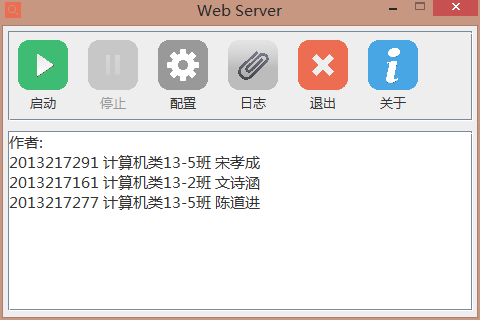 Web Server
启动 停止 配置 日志 退出 关于
作者:
2013217291 计算机类13-5班 宋孝成
2013217161 计算机类13-2班 文诗涵
2013217277 计算机类13-5班 陈道进